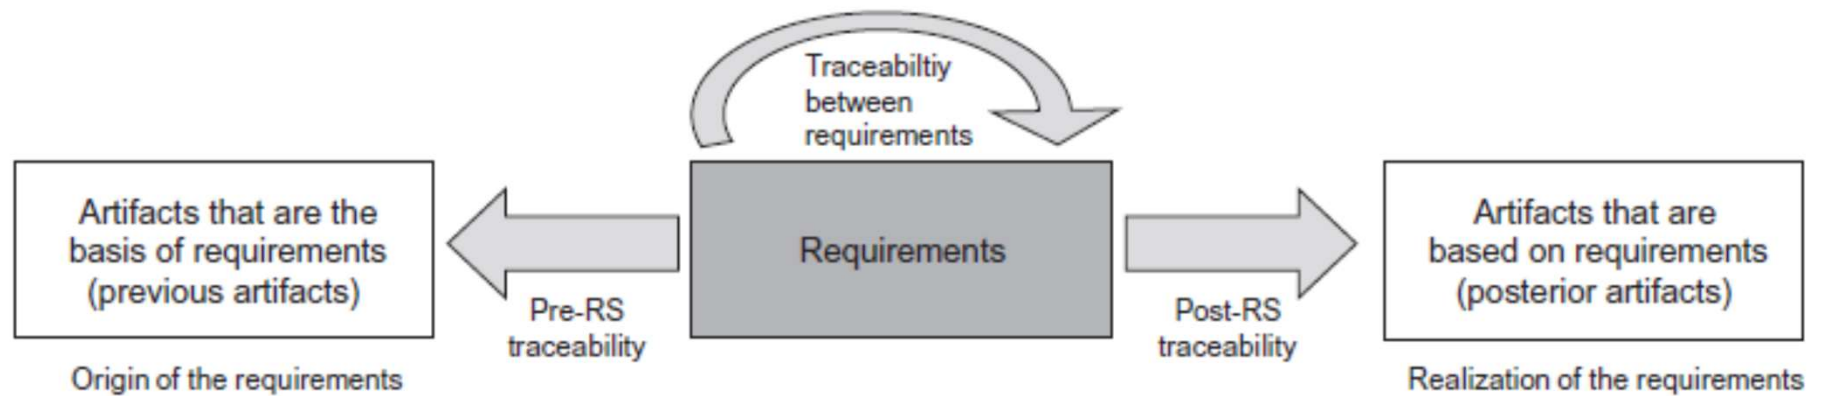 Traceabiltiy
between
requirements
Artifacts that are the
basis of requirements
(previous artifacts)
Requirements
Artifacts that are
based on requirements
(posterior artifacts)
Pre-RS
traceability
Post-RS
traceability
Origin of the requirements
Realization of the requirements